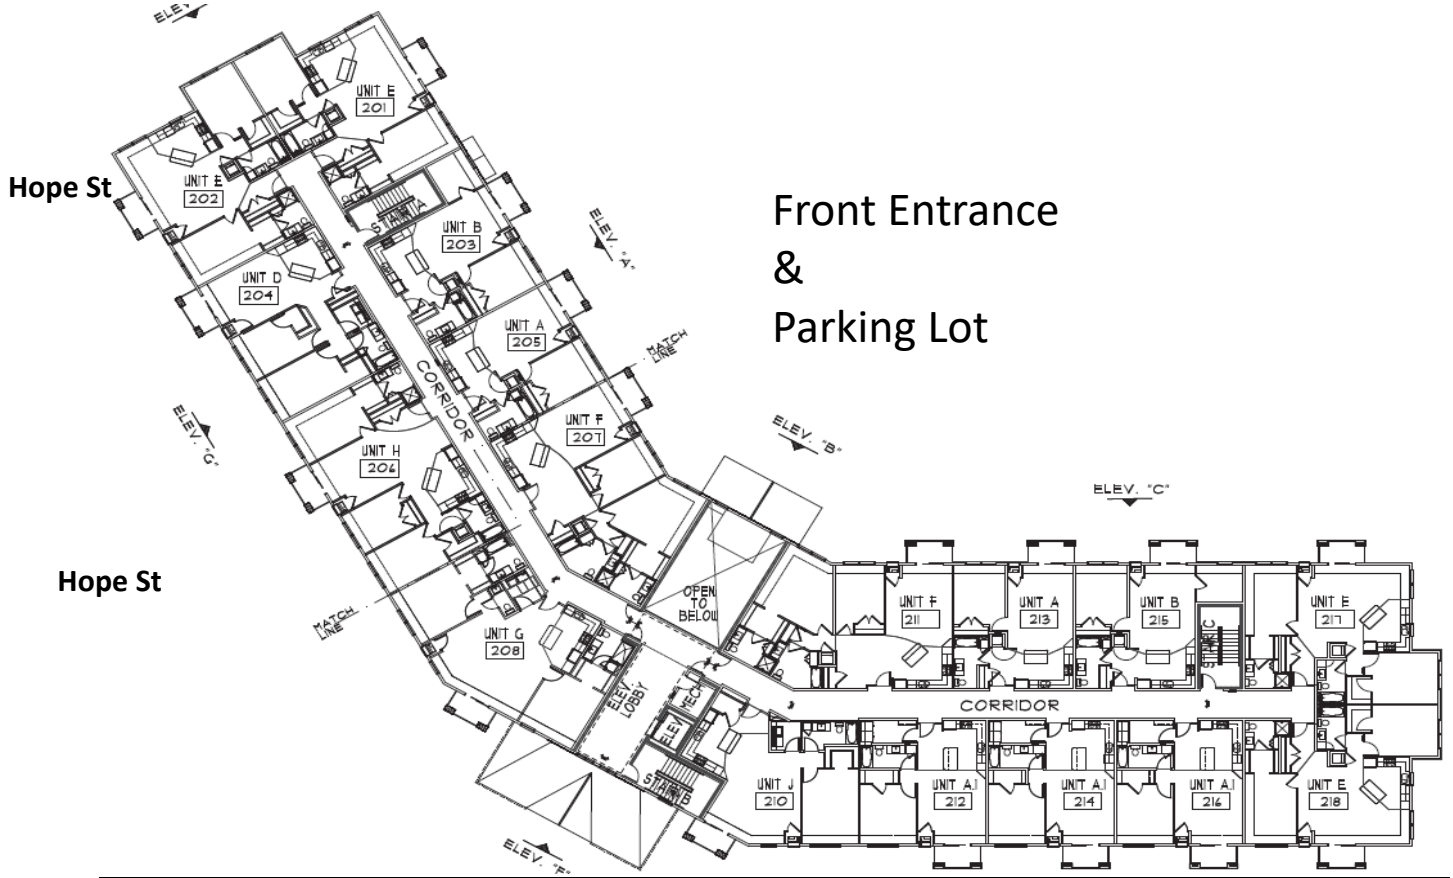 ELEV
UNIT E
201
Hope St
UNIT E
202
STAIR A
UNIT B
203
ELEV. "A"
Front Entrance
&
Parking Lot
UNIT D
204
UNIT A
205
MATCH
LINE
CORRIDOR
ELEV. "G"
UNIT F
207
UNIT H
206
ELEV. "B"
ELEV. "C"
Hope St
MATCH
LINE
OPEN
TO
BELOW
UNIT G
208
UNIT F
211
UNIT A
213
UNIT B
215
STAIR C
UNIT E
217
ELEV.
LOBBY
MECH
ELEV
CORRIDOR
STAIR B
UNIT J
210
UNIT A.1
212
UNIT A.1
214
UNIT A.1
216
UNIT E
218
ELEV. "F"